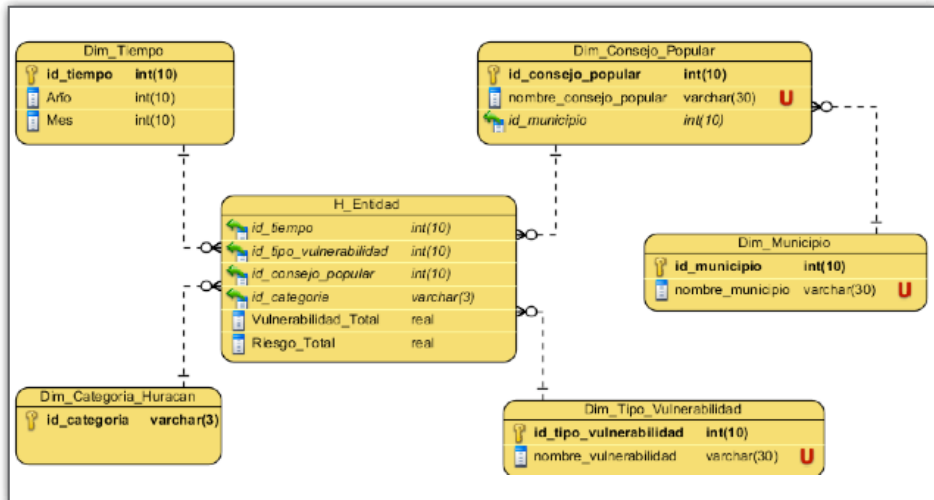 Dim_Tiempo
id_tiempo int(10)
Año int(10)
Mes int(10)
Dim_Consejo_Popular
id_consejo_popular int(10)
nombre_consejo_popular varchar(30) U
id_municipio int(10)
H_Entidad
id_tiempo int(10)
id_tipo_vulnerabilidad int(10)
id_consejo_popular int(10)
id_categoria varchar(3)
Vulnerabilidad_Total real
Riesgo_Total real
Dim_Municipio
id_municipio int(10)
nombre_municipio varchar(30) U
Dim_Categoria_Huracan
id_categoria varchar(3)
Dim_Tipo_Vulnerabilidad
id_tipo_vulnerabilidad int(10)
nombre_vulnerabilidad varchar(30) U